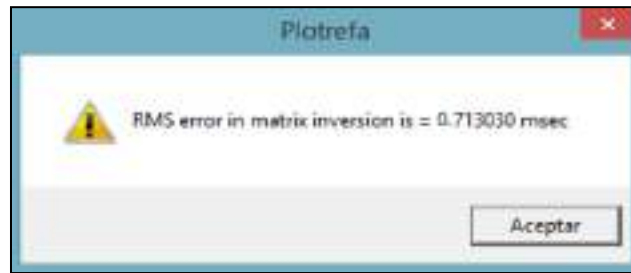 Plotrefa
RMS error in matrix inversion is = 0.713030 msec
Aceptar